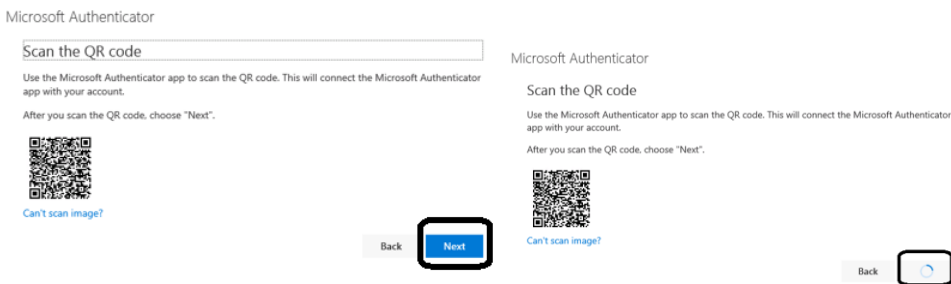 Microsoft Authenticator
Scan the QR code
Use the Microsoft Authenticator app to scan the QR code. This will connect the Microsoft Authenticator
app with your account.
After you scan the QR code, choose "Next".
Can't scan image?
Back
Next
Microsoft Authenticator
Scan the QR code
Use the Microsoft Authenticator app to scan the QR code. This will connect the Microsoft Authenticator
app with your account.
After you scan the QR code, choose "Next".
Can't scan image?
Back